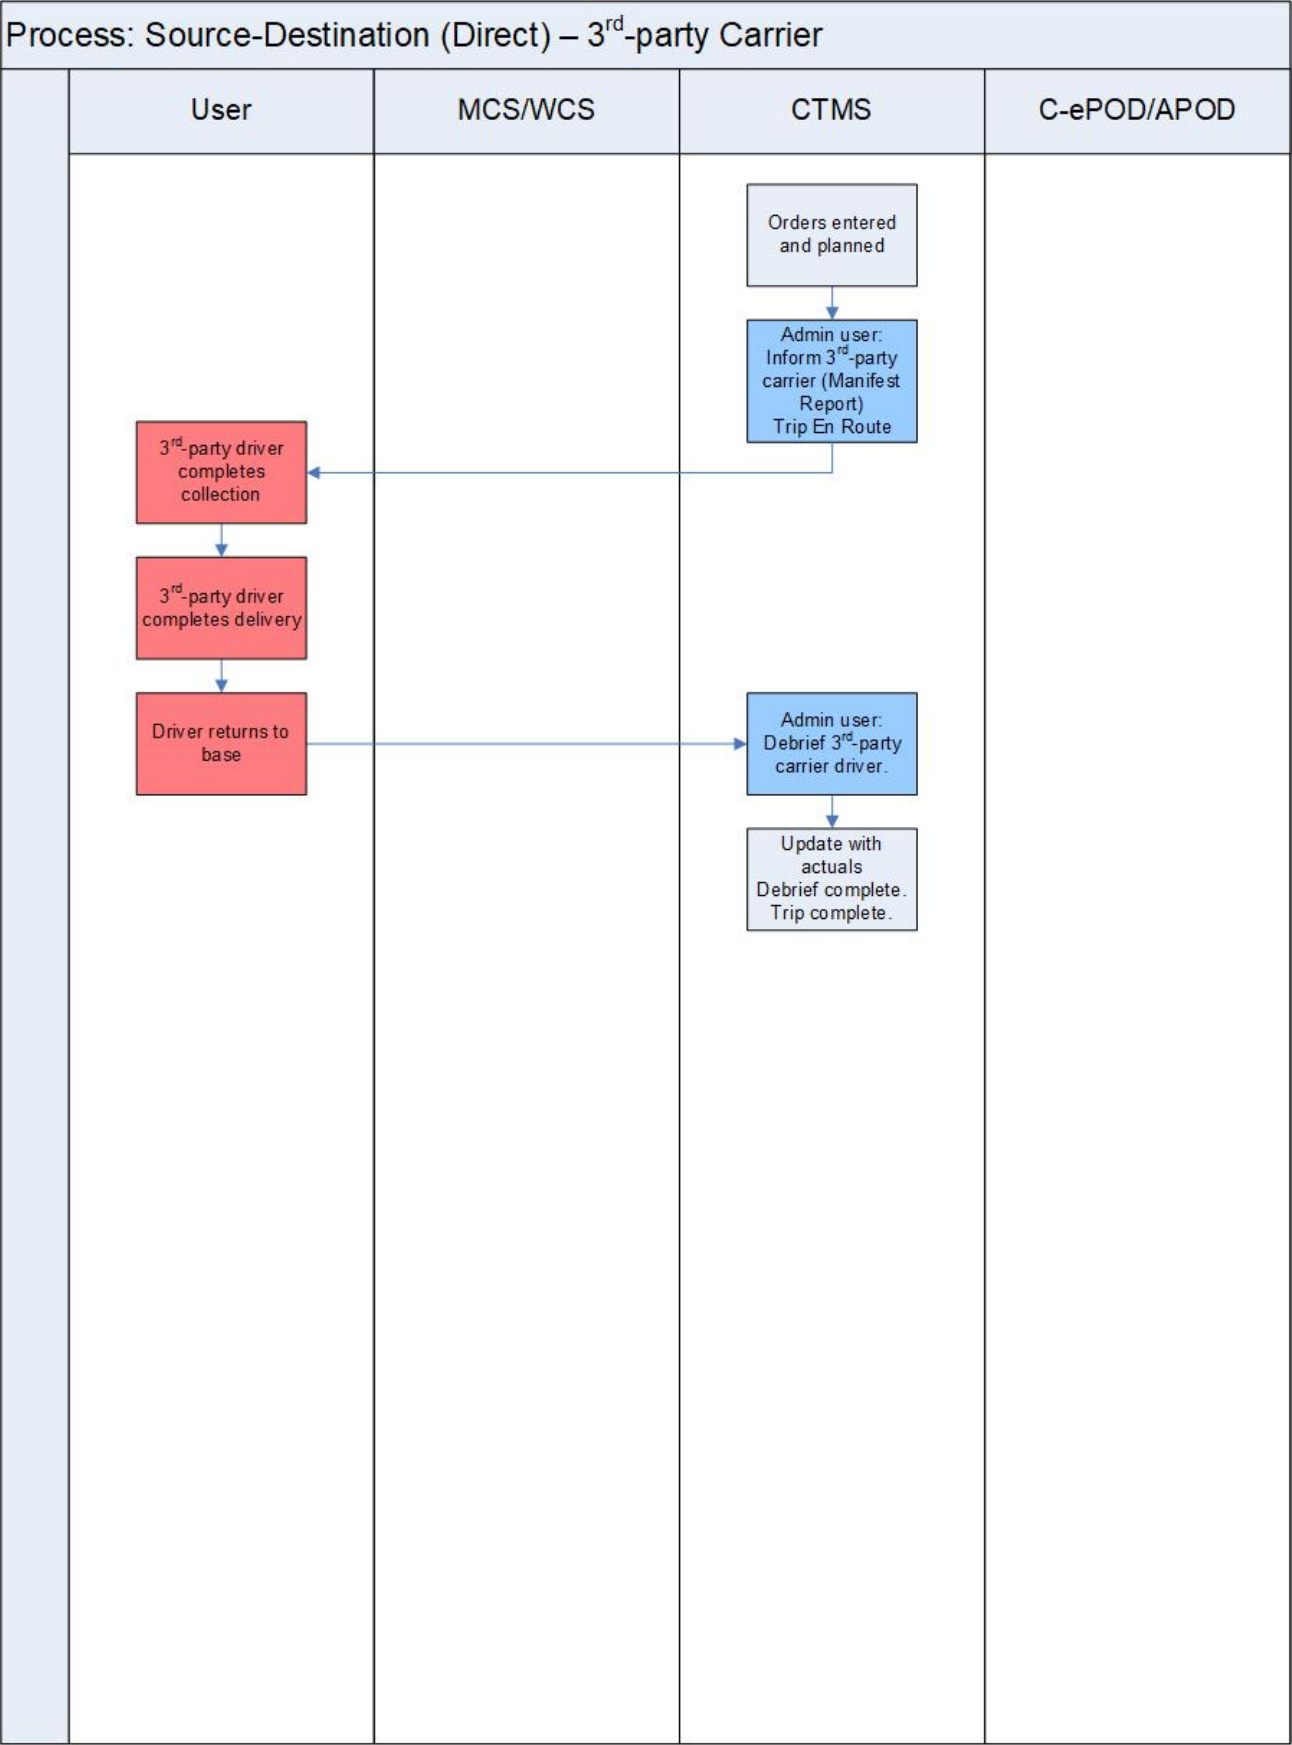 Process: Source-Destination (Direct) – 3rd-party Carrier
User
MCS/WCS
CTMS
C-ePOD/APOD
Orders entered
and planned
Admin user:
Inform 3rd-party
carrier (Manifest
Report)
Trip En Route
3rd-party driver
completes
collection
3rd-party driver
completes delivery
Driver returns to
base
Admin user:
Debrief 3rd-party
carrier driver.
Update with
actuals
Debrief complete.
Trip complete.